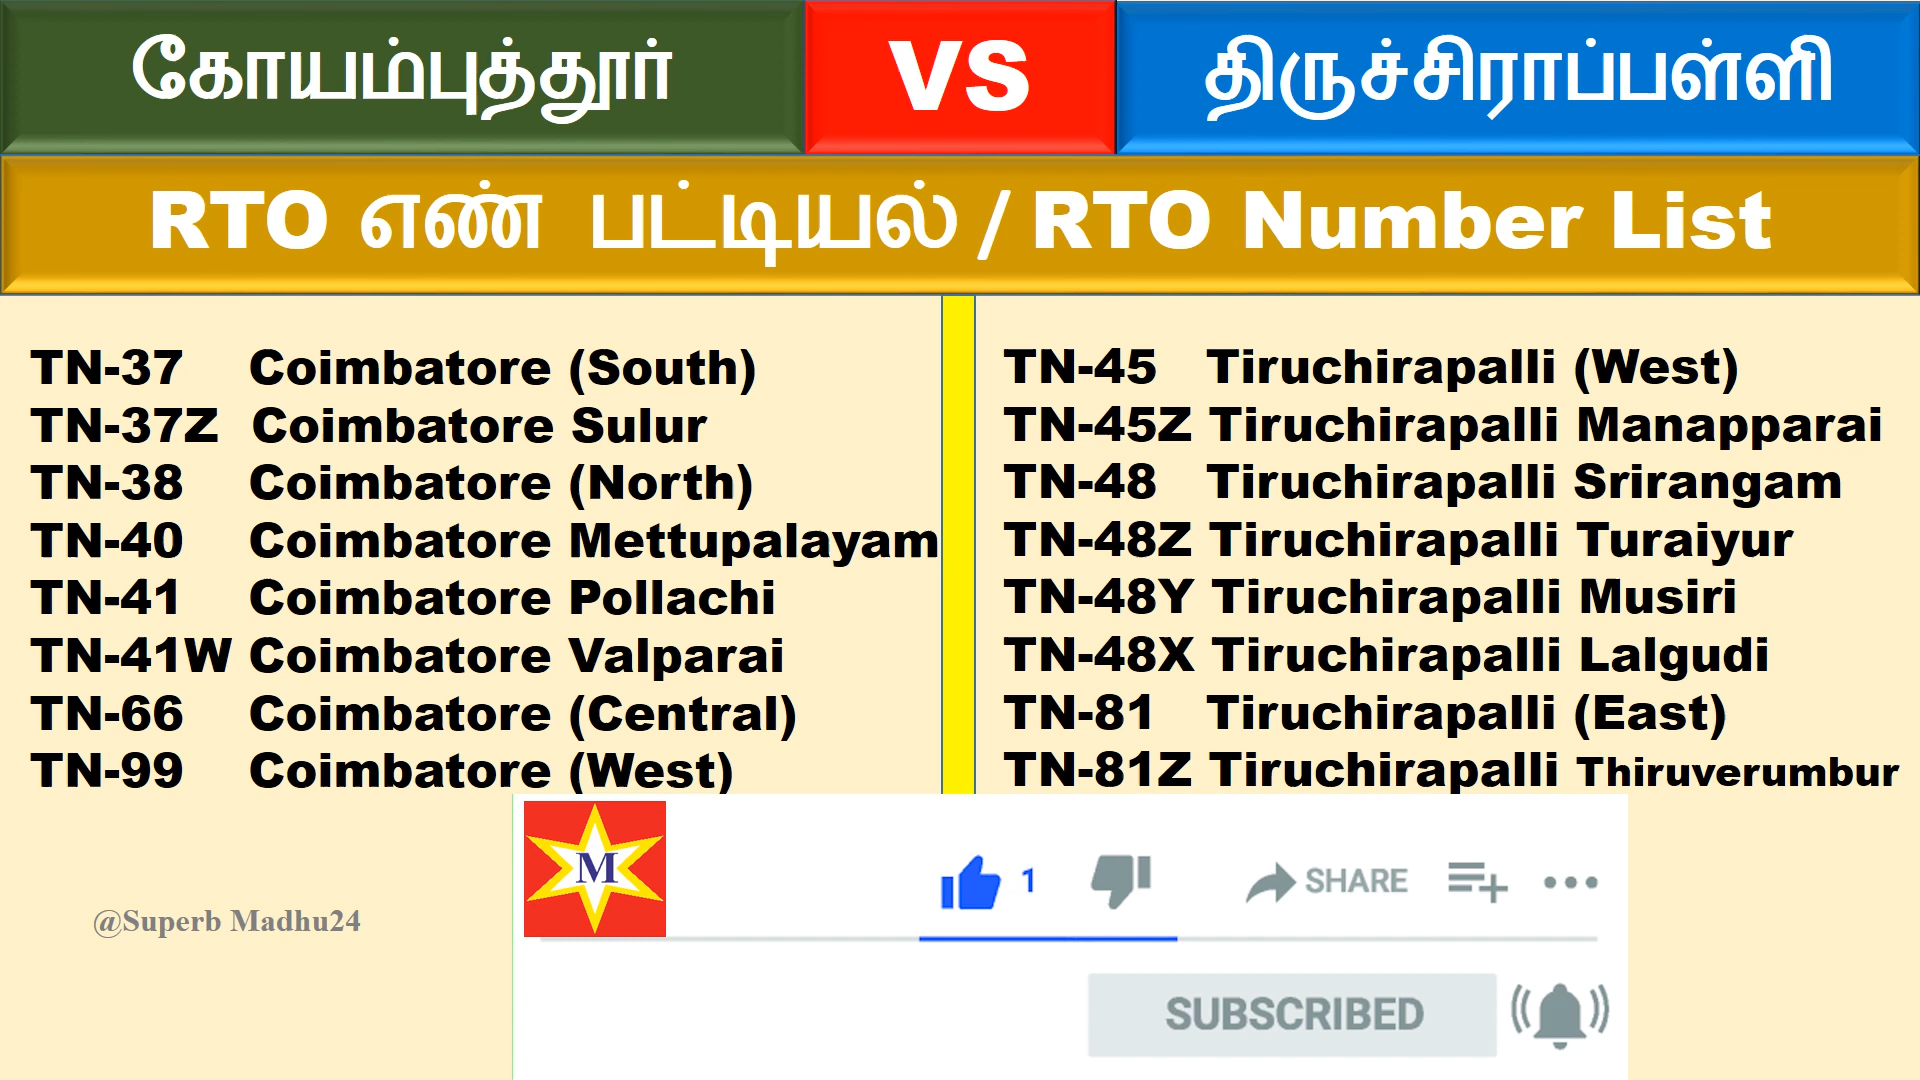 கோயம்புத்தூர் VS திருச்சிராப்பள்ளி
RTO எண் பட்டியல் / RTO Number List
TN-37 Coimbatore (South)
TN-37Z Coimbatore Sulur
TN-38 Coimbatore (North)
TN-40 Coimbatore Mettupalayam
TN-41 Coimbatore Pollachi
TN-41W Coimbatore Valparai
TN-66 Coimbatore (Central)
TN-99 Coimbatore (West)
TN-45 Tiruchirapalli (West)
TN-45Z Tiruchirapalli Manapparai
TN-48 Tiruchirapalli Srirangam
TN-48Z Tiruchirapalli Turaiyur
TN-48Y Tiruchirapalli Musiri
TN-48X Tiruchirapalli Lalgudi
TN-81 Tiruchirapalli (East)
TN-81Z Tiruchirapalli Thiruverumbur
@Superb Madhu24
M
1 SHARE
SUBSCRIBED